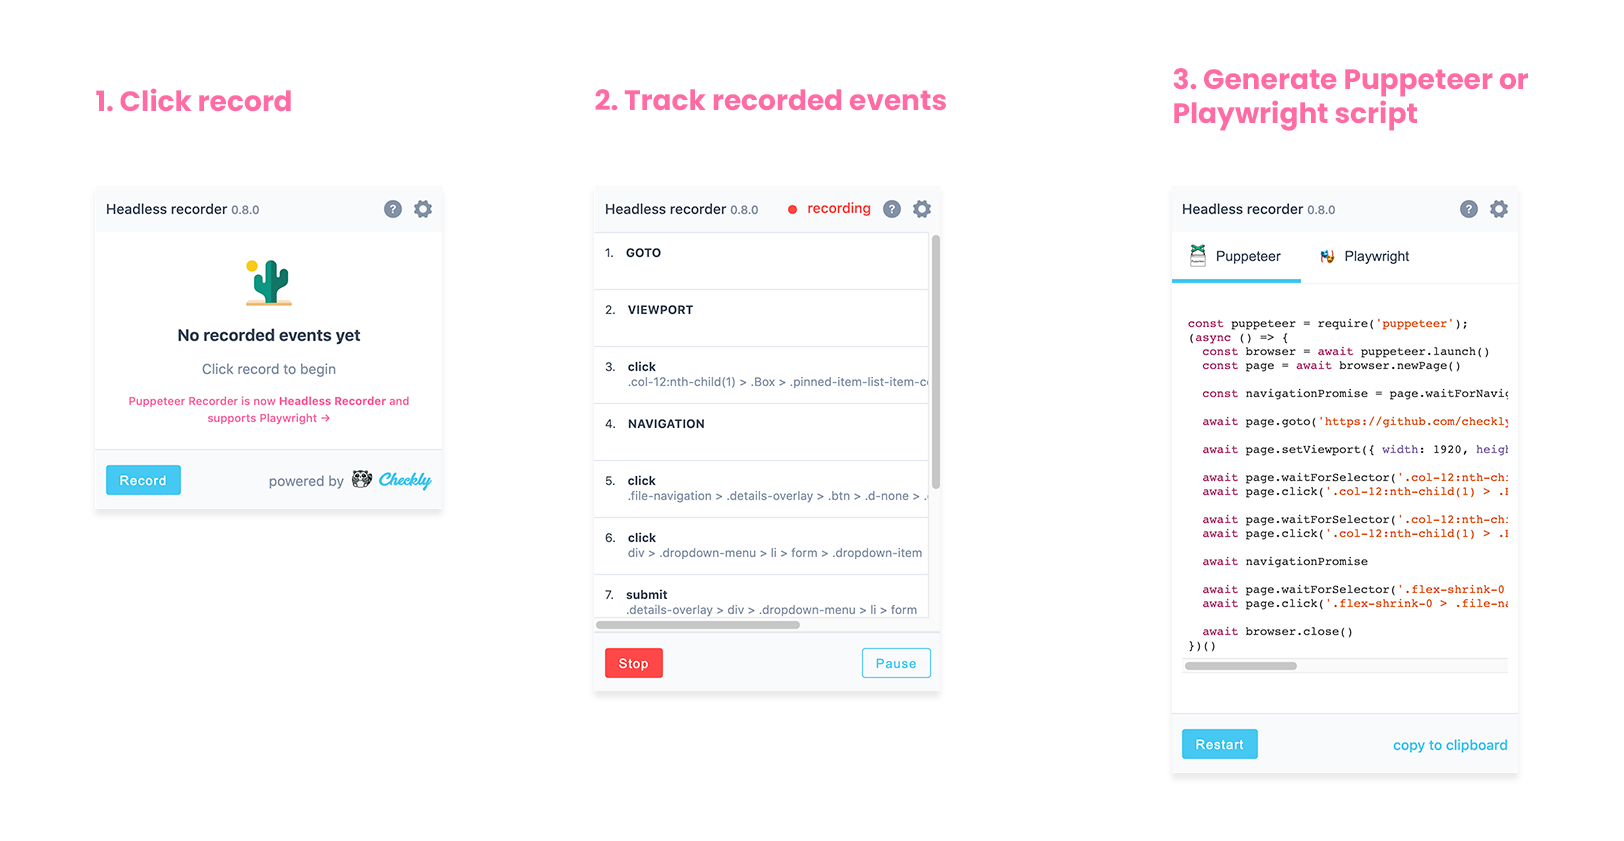 1. Click record
Headless recorder 0.8.0
?
No recorded events yet
Click record to begin
Puppeteer Recorder is now Headless Recorder and
supports Playwright →
Record
powered by Checkly
2. Track recorded events
Headless recorder 0.8.0
recording
?
1. GOTO
2. VIEWPORT
3. click
.col-12:nth-child(1) > .Box > .pinned-item-list-item-c
4. NAVIGATION
5. click
.file-navigation > .details-overlay > .btn > .d-none > .
6. click
div > .dropdown-menu > li > form > .dropdown-item
7. submit
.details-overlay > div > .dropdown-menu > li > form
Stop
Pause
3. Generate Puppeteer or
Playwright script
Headless recorder 0.8.0
?
Puppeteer
Playwright
const puppeteer = require('puppeteer');
(async () => {
const browser = await puppeteer.launch()
const page = await browser.newPage()
const navigationPromise = page.waitForNavig
await page.goto('https://github.com/checkly
await page.setViewport({ width: 1920, heigh
await page.waitForSelector('.col-12:nth-chi
await page.click('.col-12:nth-child(1) > .B
await page.waitForSelector('.col-12:nth-chi
await page.click('.col-12:nth-child(1) > .B
await navigationPromise
await page.waitForSelector('.flex-shrink-0
await page.click('.flex-shrink-0 > .file-na
await browser.close()
})()
Restart
copy to clipboard